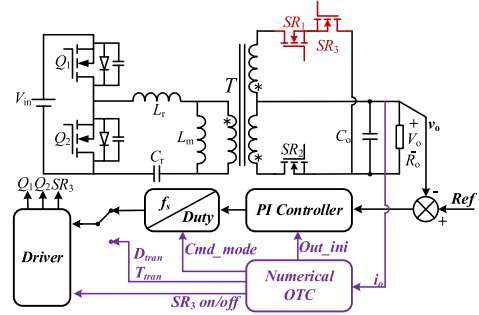 SR1
SR3
Q1
T
Vin
Lr
Q2
Lm
SR2
Co
+
Vo
-
Ro
vo
Cr
Q1 Q2 SR3
fs
Duty
PI Controller
-
+
Ref
Driver
Dtran
Ttran
Cmd_mode
Out_ini
Numerical
OTC
io
SR3 on/off